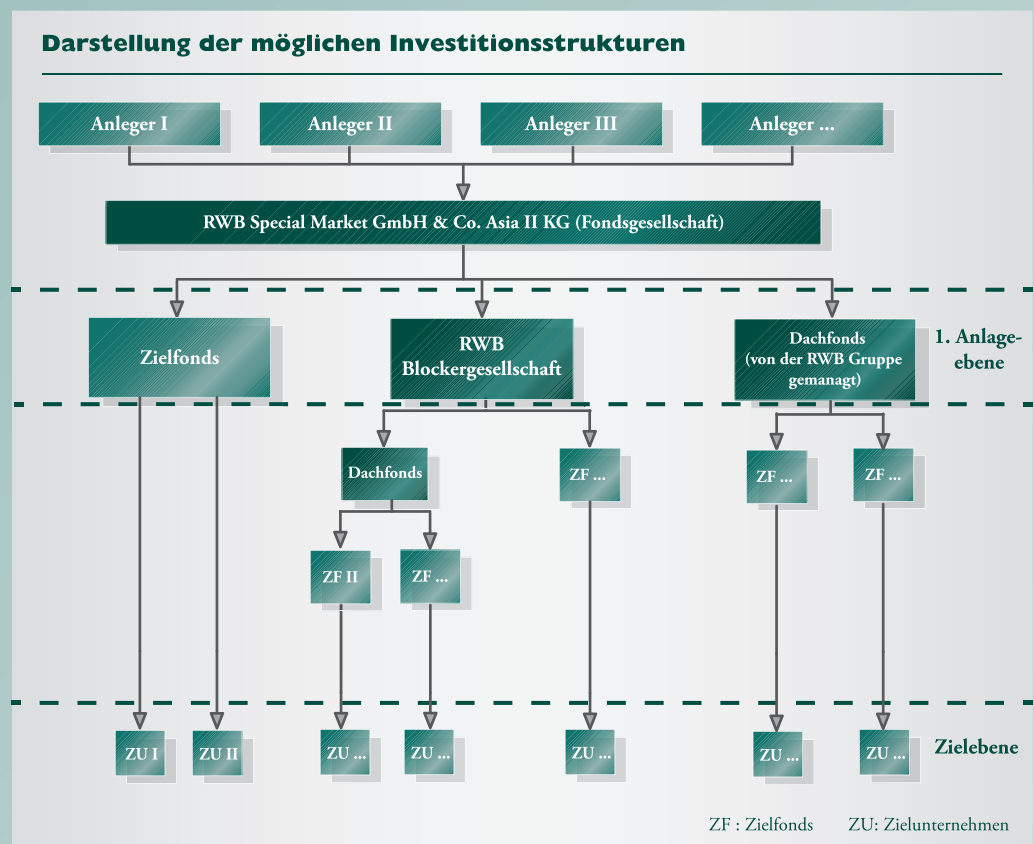 Darstellung der möglichen Investitionsstrukturen
Anleger I
Anleger II
Anleger III
Anleger ...
RWB Special Market GmbH & Co. Asia II KG (Fondsgesellschaft)
Zielfonds
RWB
Blockergesellschaft
Dachfonds
(von der RWB Gruppe
gemanagt)
1. Anlage-
ebene
Dachfonds
ZF ...
ZF ...
ZF ...
ZF II
ZF ...
ZU I
ZU II
ZU ...
ZU ...
ZU ...
ZU ...
ZU ...
Zielebene
ZF : Zielfonds
ZU: Zielunternehmen